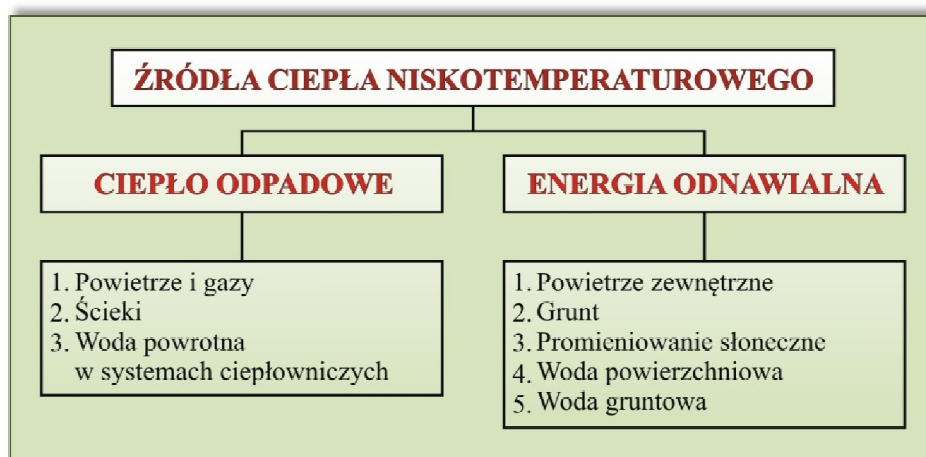 ŹRÓDŁA CIEPŁA NISKOTEMPERATUROWEGO
CIEPŁO ODPADOWE
1. Powietrze i gazy
2. Ścieki
3. Woda powrotna
w systemach ciepłowniczych
ENERGIA ODNAWIALNA
1. Powietrze zewnętrzne
2. Grunt
3. Promieniowanie słoneczne
4. Woda powierzchniowa
5. Woda gruntowa